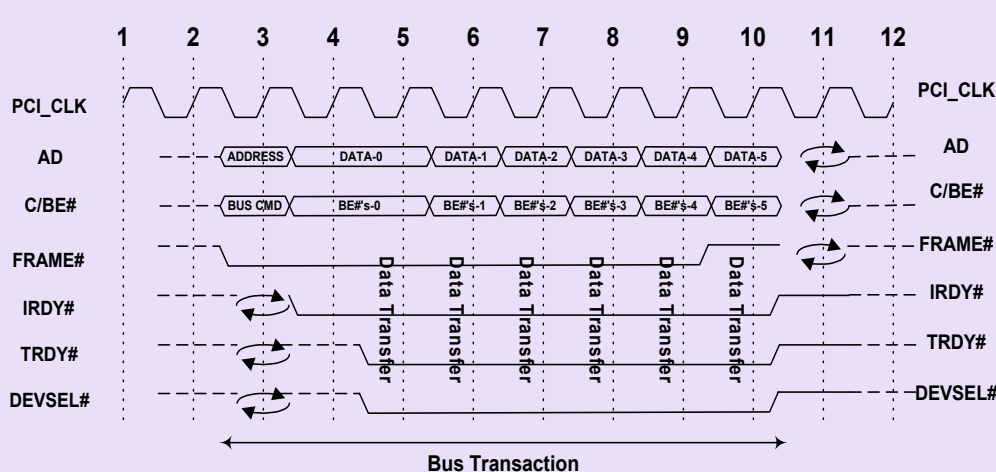 1 2 3 4 5 6 7 8 9 10 11 12
PCI_CLK PCI_CLK
AD ADDRESS DATA-0 DATA-1 DATA-2 DATA-3 DATA-4 DATA-5 AD
C/BE# BUS CMD BE#'s-0 BE#'s-1 BE#'s-2 BE#'s-3 BE#'s-4 BE#'s-5 C/BE#
FRAME# FRAME#
Data Transfer
Data Transfer
Data Transfer
Data Transfer
Data Transfer
Data Transfer
IRDY# IRDY#
TRDY# TRDY#
DEVSEL# DEVSEL#
Bus Transaction